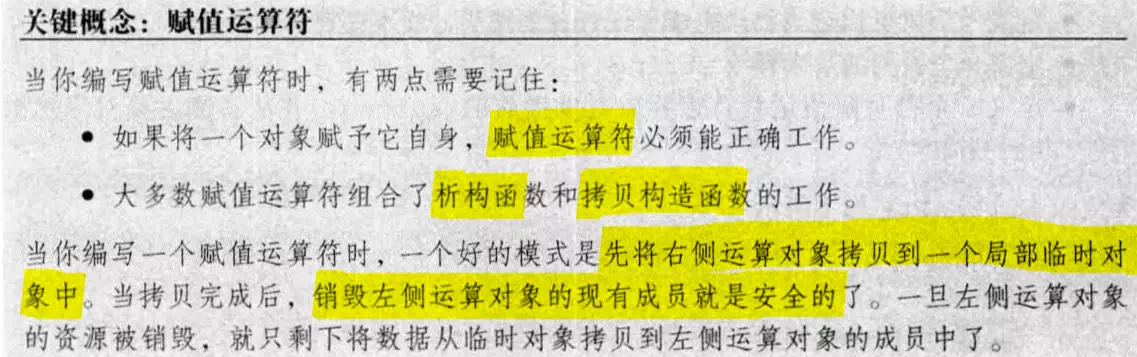 关键概念：赋值运算符
当你编写赋值运算符时，有两点需要记住：
• 如果将一个对象赋予它自身，赋值运算符必须能正确工作。
• 大多数赋值运算符组合了析构函数和拷贝构造函数的工作。
当你编写一个赋值运算符时，一个好的模式是先将右侧运算对象拷贝到一个局部临时对
象中。当拷贝完成后，销毁左侧运算对象的现有成员就是安全的了。一旦左侧运算对象
的资源被销毁，就只剩下将数据从临时对象拷贝到左侧运算对象的成员中了。